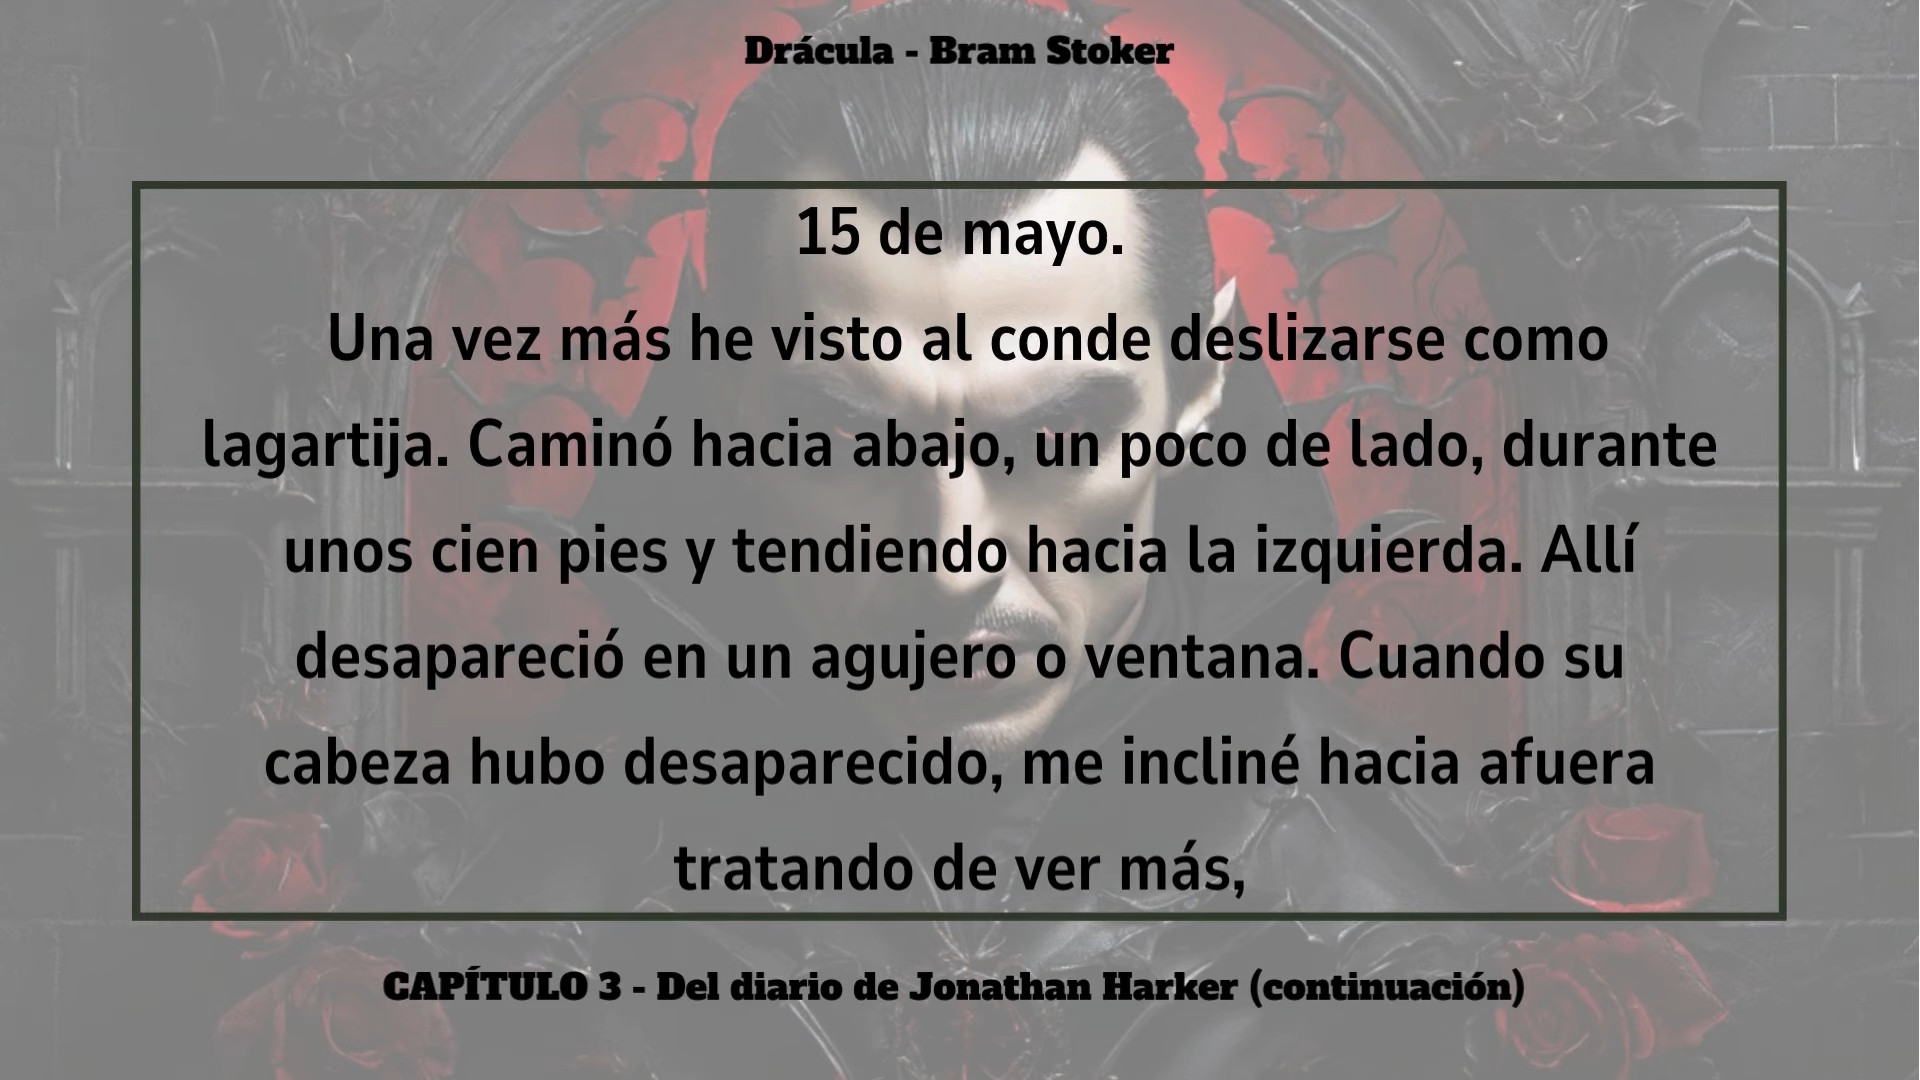 Drácula - Bram Stoker
15 de mayo.
Una vez más he visto al conde deslizarse como
lagartija. Caminó hacia abajo, un poco de lado, durante
unos cien pies y tendiendo hacia la izquierda. Allí
desapareció en un agujero o ventana. Cuando su
cabeza hubo desaparecido, me incliné hacia afuera
tratando de ver más,
CAPÍTULO 3 - Del diario de Jonathan Harker (continuación)